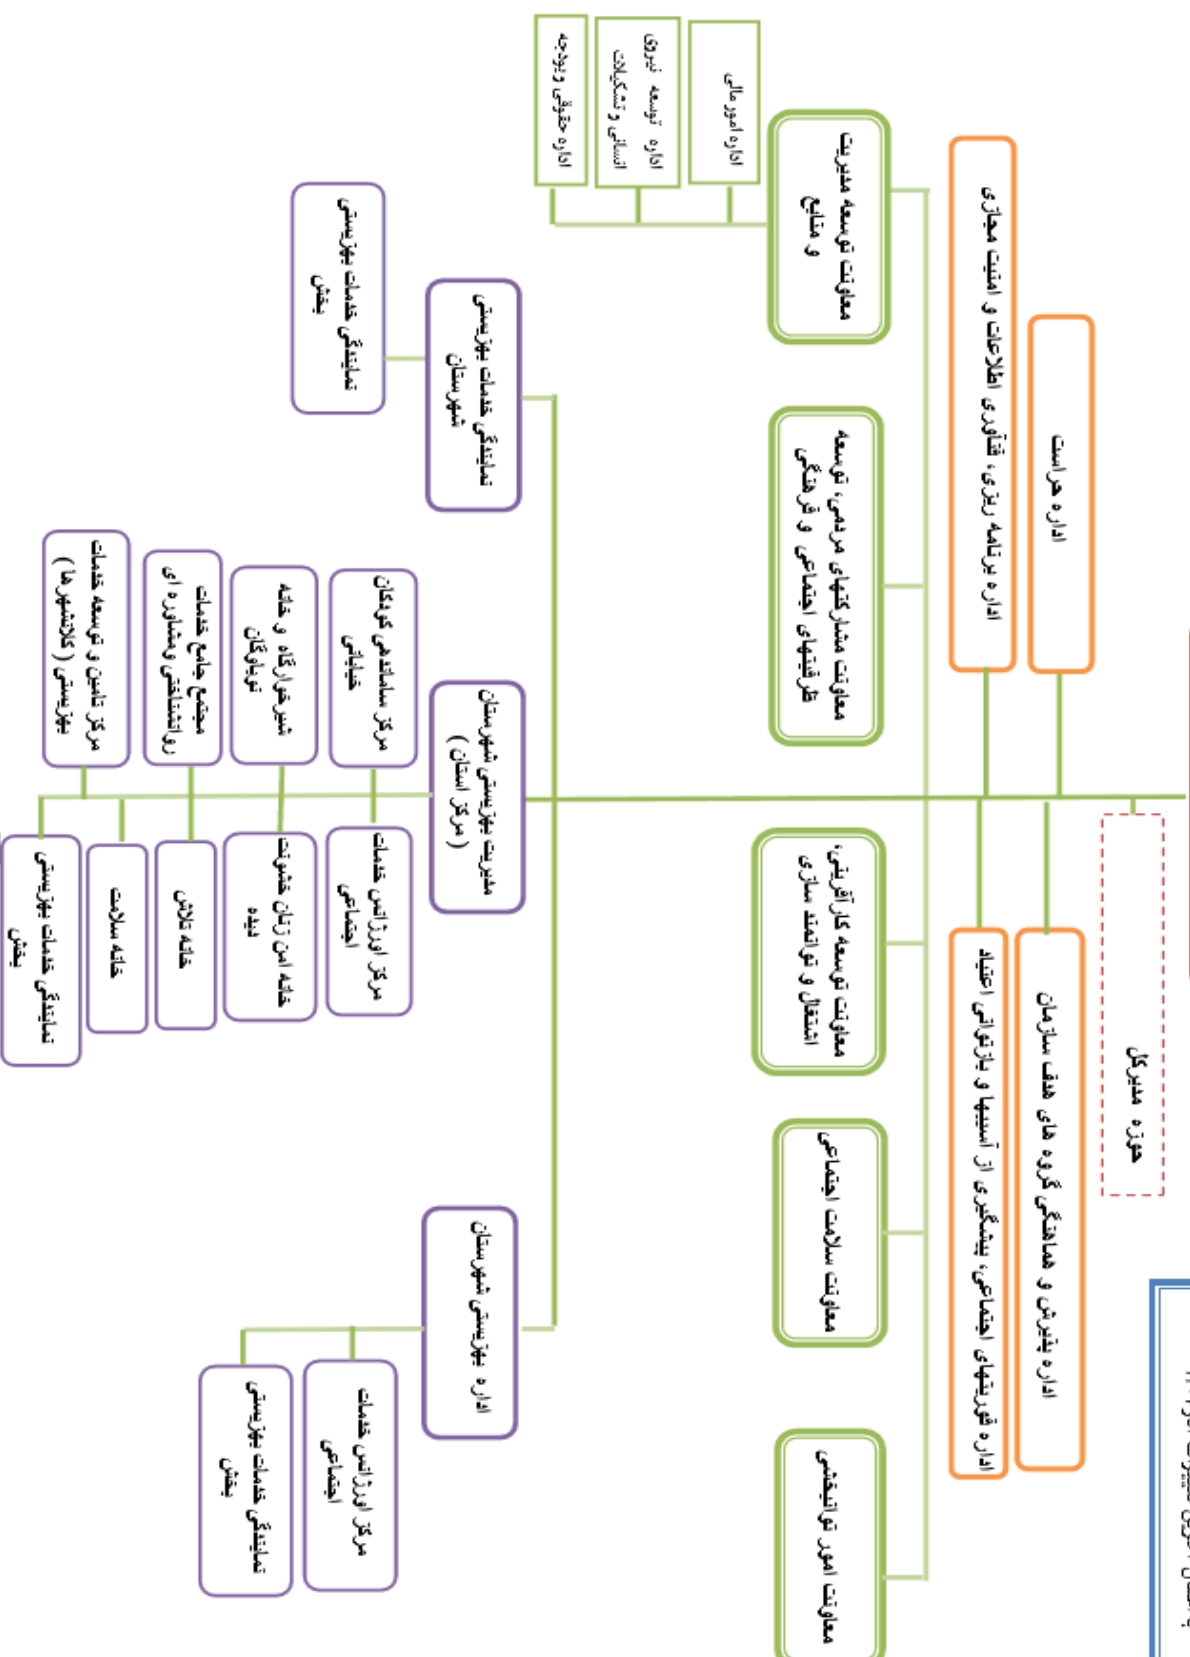 حوزه مدیرکل
اداره حراست
اداره پذیرش و هماهنگی گروه های هدف سازمان
اداره برنامه ریزی، فنآوری اطلاعات و امنیت مجازی
اداره فوریتهای اجتماعی، پیشگیری از آسیبها و بازتوانی اعتیاد
معاونت توسعه مدیریت
و منابع
معاونت مشارکتهای مردمی، توسعه
ظرفیتهای اجتماعی و فرهنگی
معاونت توسعه کارآفرینی،
اشتغال و توانمند سازی
معاونت سلامت اجتماعی
معاونت امور توانبخشی
اداره امور مالی
اداره توسعه نیروی
انسانی و تشکیلات
اداره حقوقی و بودجه
نمایندگی خدمات بهزیستی
شهرستان
نمایندگی خدمات بهزیستی
بخش
مدیریت بهزیستی شهرستان
( مرکز استان )
مرکز ساماندهی کودکان
خیابانی
شیرخوارگاه و خانه
نوباوگان
مجتمع جامع خدمات
روانشناختی ومشاوره ای
مرکز تامین و توسعه خدمات
بهزیستی ( کلانشهرها )
مرکز اورژانس خدمات
اجتماعی
خانه امن زنان خشونت
دیده
خانه تلاش
خانه سلامت
نمایندگی خدمات بهزیستی
بخش
اداره بهزیستی شهرستان
مرکز اورژانس خدمات
اجتماعی
نمایندگی خدمات بهزیستی
بخش